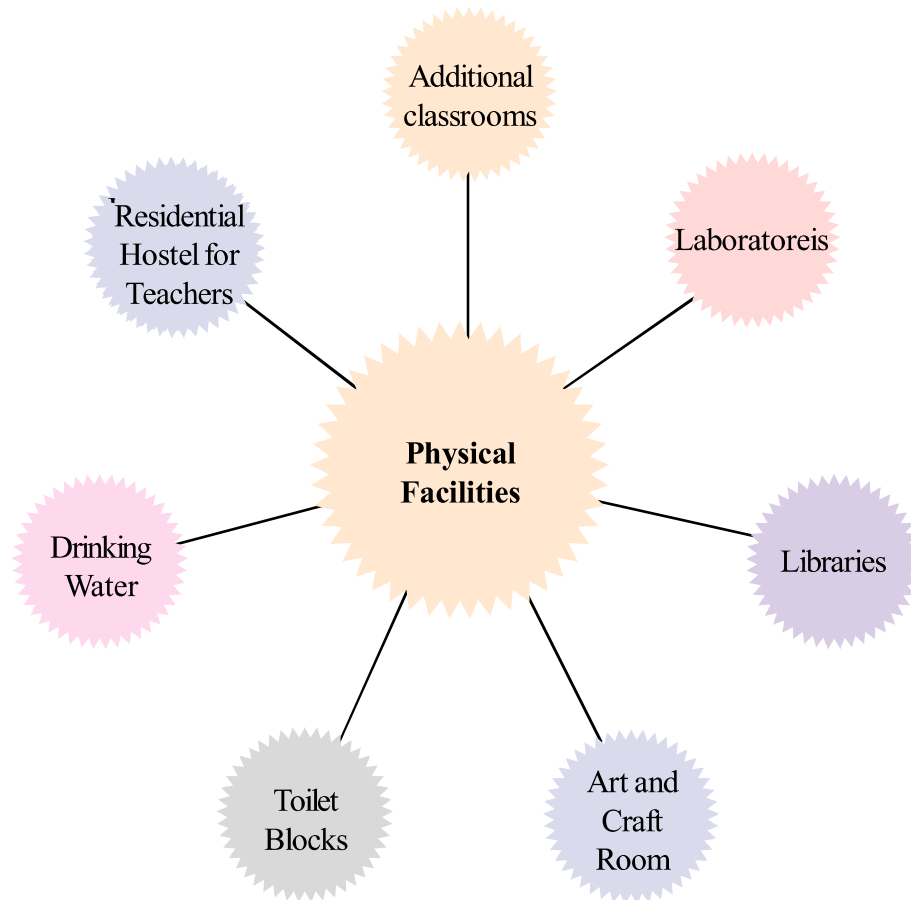 Additional
classrooms
Laboratoreis
Residential
Hostel for
Teachers
Physical
Facilities
Libraries
Drinking
Water
Toilet
Blocks
Art and
Craft
Room